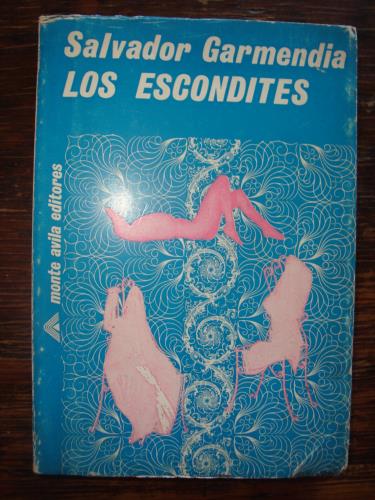 Salvador Garmendia
LOS ESCONDITES
monte avila editores